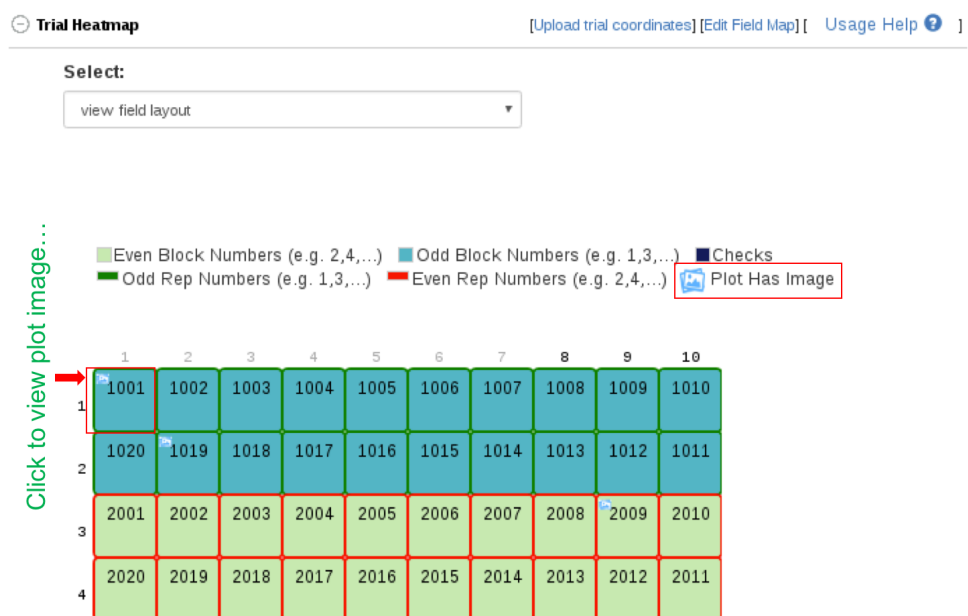 Trial Heatmap [Upload trial coordinates] [Edit Field Map] [ Usage Help ? ]
Select:
view field layout
Click to view plot image...
Even Block Numbers (e.g. 2,4,...) Odd Block Numbers (e.g. 1,3,...) Checks
Odd Rep Numbers (e.g. 1,3,...) Even Rep Numbers (e.g. 2,4,...) Plot Has Image
1 2 3 4 5 6 7 8 9 10
1 1001 1002 1003 1004 1005 1006 1007 1008 1009 1010
2 1020 1019 1018 1017 1016 1015 1014 1013 1012 1011
3 2001 2002 2003 2004 2005 2006 2007 2008 2009 2010
4 2020 2019 2018 2017 2016 2015 2014 2013 2012 2011